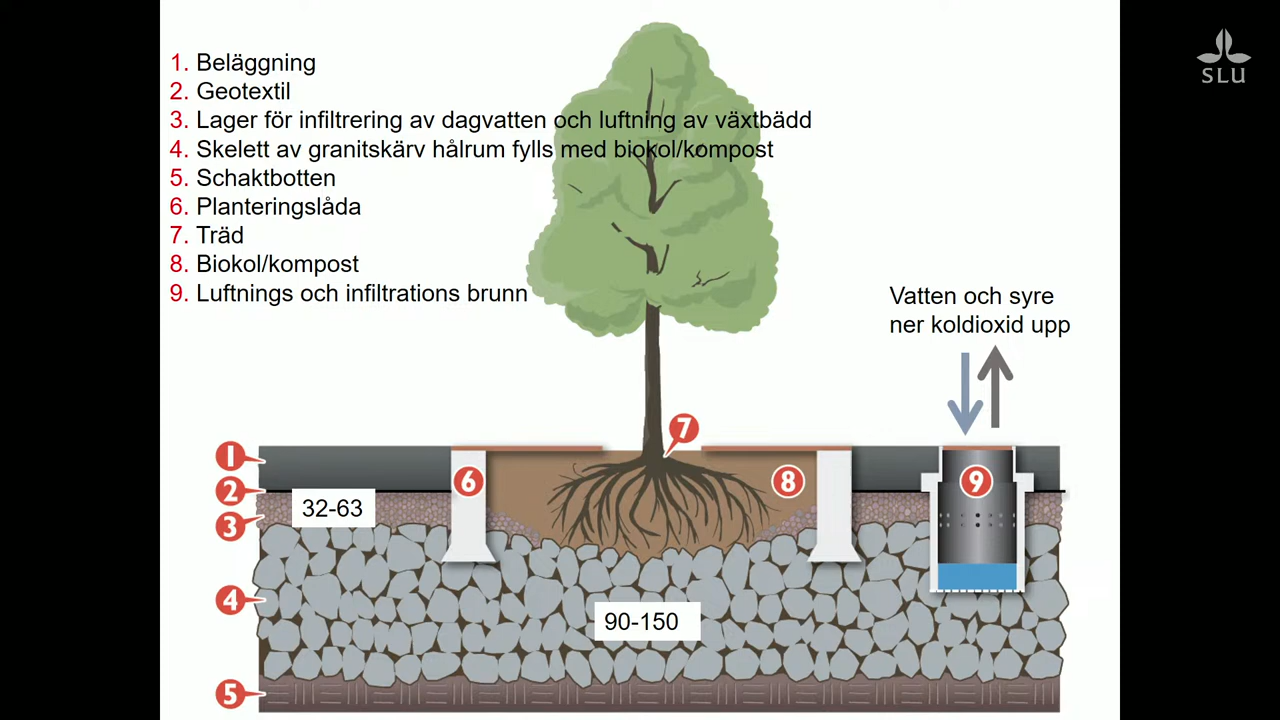 1. Beläggning
2. Geotextil
3. Lager för infiltrering av dagvatten och luftning av växtbädd
4. Skelett av granitskärv hålrum fylls med biokol/kompost
5. Schaktbotten
6. Planteringslåda
7. Träd
8. Biokol/kompost
9. Luftnings och infiltrations brunn
SLU
Vatten och syre
ner koldioxid upp
7
1
6
8
9
2
32-63
3
4
90-150
5